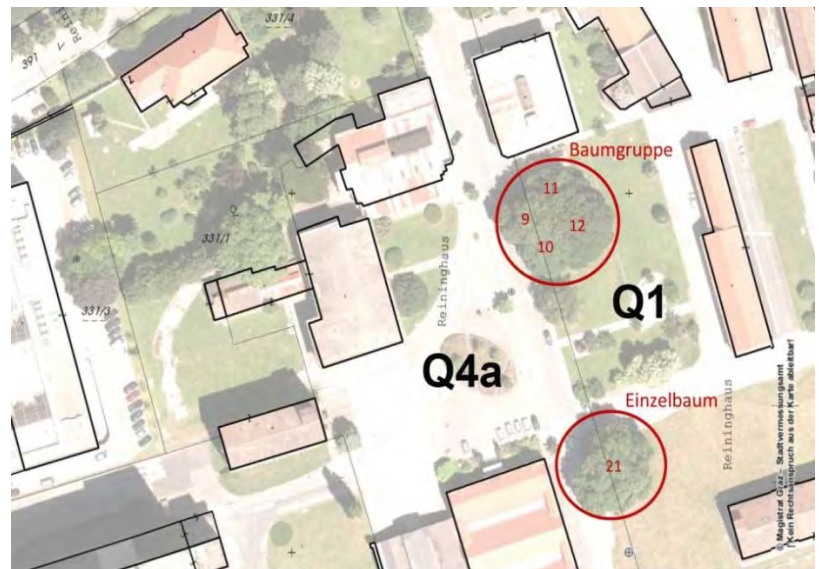 331/4
391
Baumgruppe
11
9
12
10
331/1
331/3
Reininghaus
Q1
Q4a
Einzelbaum
21
Reininghaus
© Magistrat Graz - Stadtvermessungsamt
! Kein Rechtsanspruch aus der Karte ableitbar!